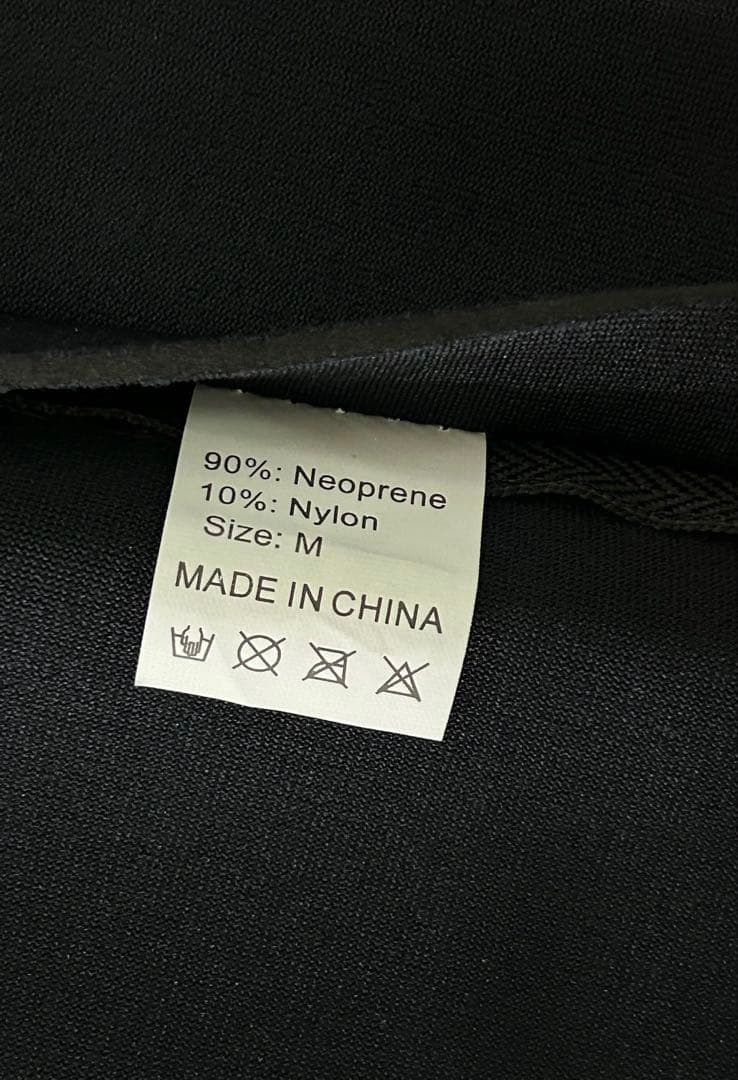 90%: Neoprene
10%: Nylon
Size: M
MADE IN CHINA